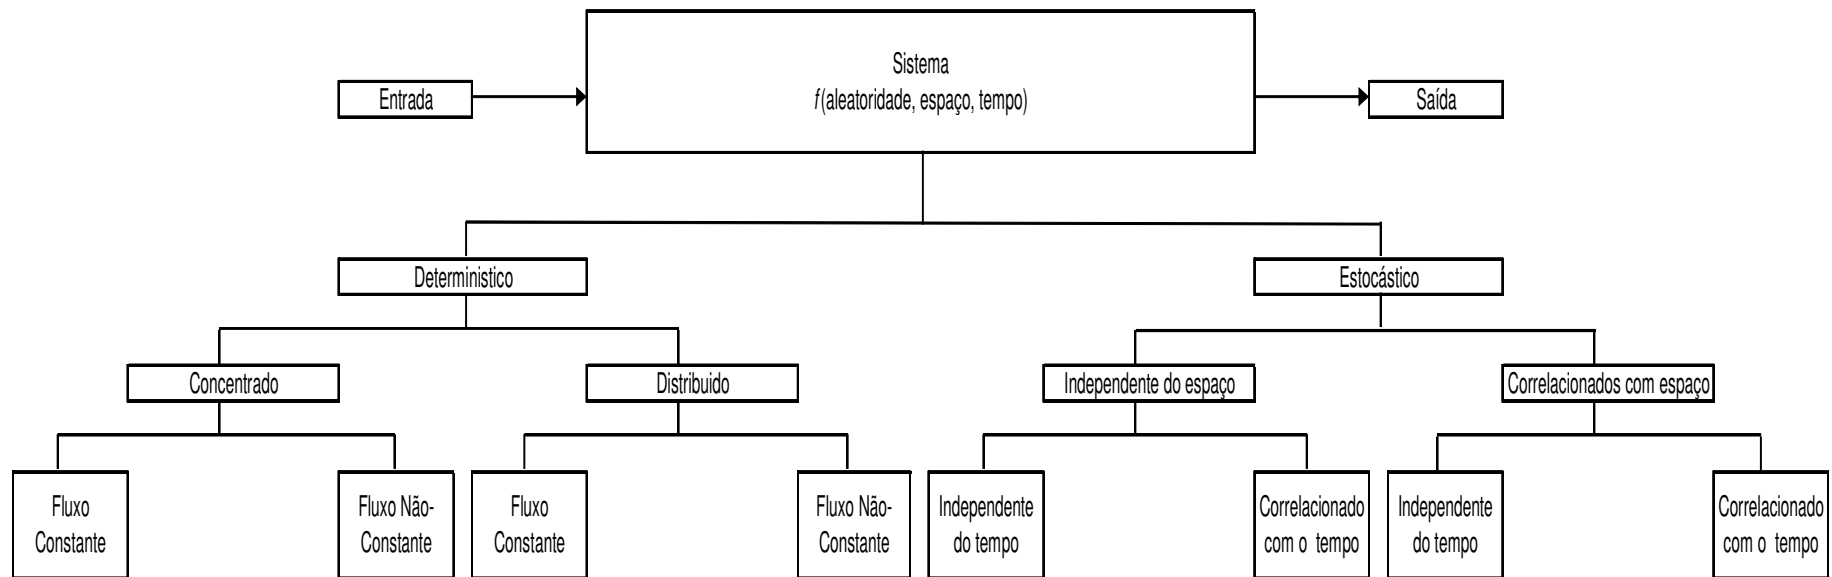 Sistema
Entrada
f(aleatoridade, espaço, tempo)
Saída
Deterministico
Estocástico
Concentrado
Distribuido
Independente do espaço
Correlacionados com espaço
Fluxo
Constante
Fluxo Não-
Constante
Fluxo
Constante
Fluxo Não-
Constante
Independente
do tempo
Correlacionado
com o tempo
Independente
do tempo
Correlacionado
com o tempo